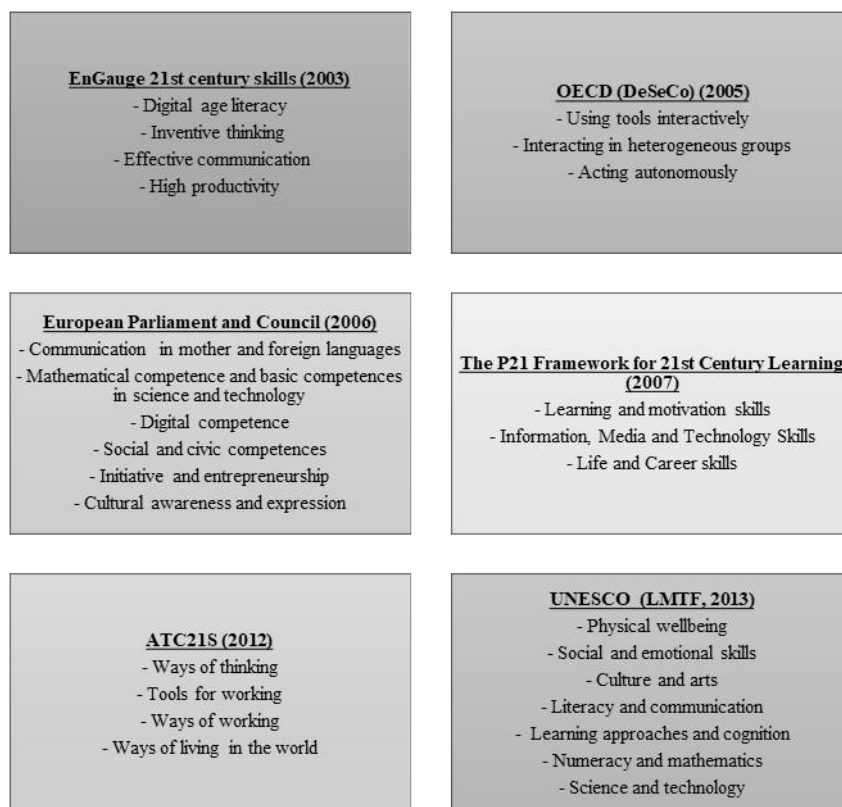 EnGauge 21st century skills (2003)
- Digital age literacy
- Inventive thinking
- Effective communication
- High productivity
OECD (DeSeCo) (2005)
- Using tools interactively
- Interacting in heterogeneous groups
- Acting autonomously
European Parliament and Council (2006)
- Communication in mother and foreign languages
- Mathematical competence and basic competences
in science and technology
- Digital competence
- Social and civic competences
- Initiative and entrepreneurship
- Cultural awareness and expression
The P21 Framework for 21st Century Learning
(2007)
- Learning and motivation skills
- Information, Media and Technology Skills
- Life and Career skills
ATC21S (2012)
- Ways of thinking
- Tools for working
- Ways of working
- Ways of living in the world
UNESCO (LMTF, 2013)
- Physical wellbeing
- Social and emotional skills
- Culture and arts
- Literacy and communication
- Learning approaches and cognition
- Numeracy and mathematics
- Science and technology